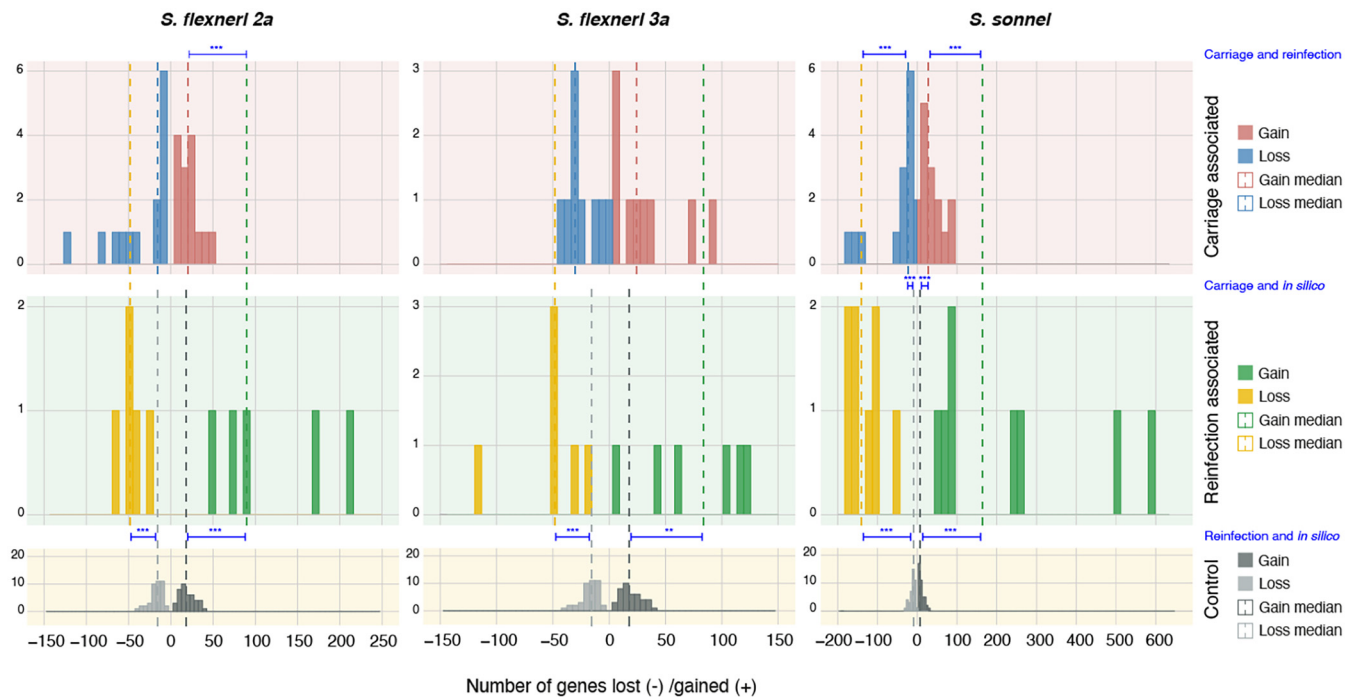 S. flexnerI 2a
S. flexnerI 3a
S. sonneI
***
*** ***
Carriage and reinfection
6
4
2
0
3
2
1
0
6
4
2
0
Carriage associated
Gain
Loss
Gain median
Loss median
*** ***
Carriage and in silico
2
1
0
3
2
1
0
2
1
0
Reinfection associated
Gain
Loss
Gain median
Loss median
*** ***
*** **
*** ***
Reinfection and in silico
20
10
0
20
10
0
20
10
0
Control
Gain
Loss
Gain median
Loss median
−150 −100 −50 0 50 100 150 200 250
−150 −100 −50 0 50 100 150
−200 −100 0 100 200 300 400 500 600
Number of genes lost (-) /gained (+)